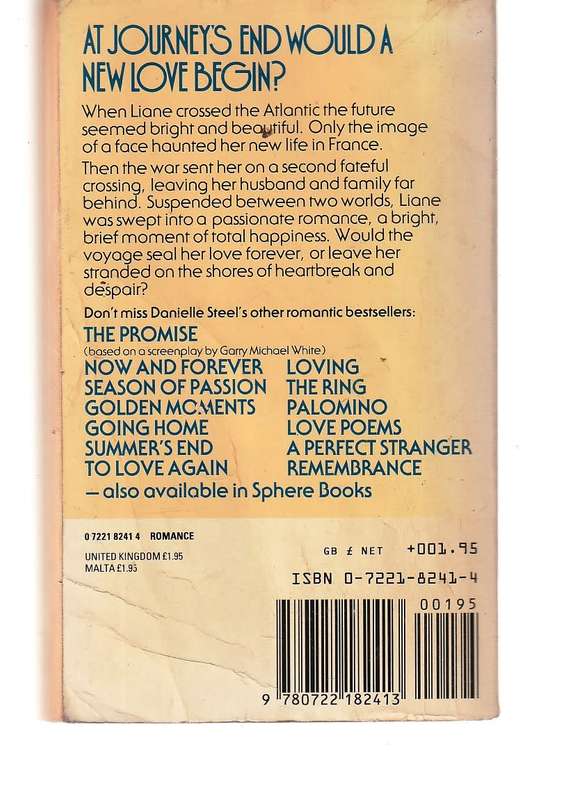 AT JOURNEY'S END WOULD A
NEW LOVE BEGIN?
When Liane crossed the Atlantic the future
seemed bright and beautiful. Only the image
of a face haunted her new life in France.
Then the war sent her on a second fateful
crossing, leaving her husband and family far
behind. Suspended between two worlds, Liane
was swept into a passionate romance, a bright,
brief moment of total happiness. Would the
voyage seal her love forever, or leave her
stranded on the shores of heartbreak and
despair?
Don't miss Danielle Steel's other romantic bestsellers:
THE PROMISE
(based on a screenplay by Garry Michael White)
NOW AND FOREVER
SEASON OF PASSION
GOLDEN MOMENTS
GOING HOME
SUMMER'S END
TO LOVE AGAIN
LOVING
THE RING
PALOMINO
LOVE POEMS
A PERFECT STRANGER
REMEMBRANCE
— also available in Sphere Books
0 7221 8241 4 ROMANCE
UNITED KINGDOM £1.95
MALTA £1.95
GB £ NET +001.95
ISBN 0-7221-8241-4
00195
9 780722 182413